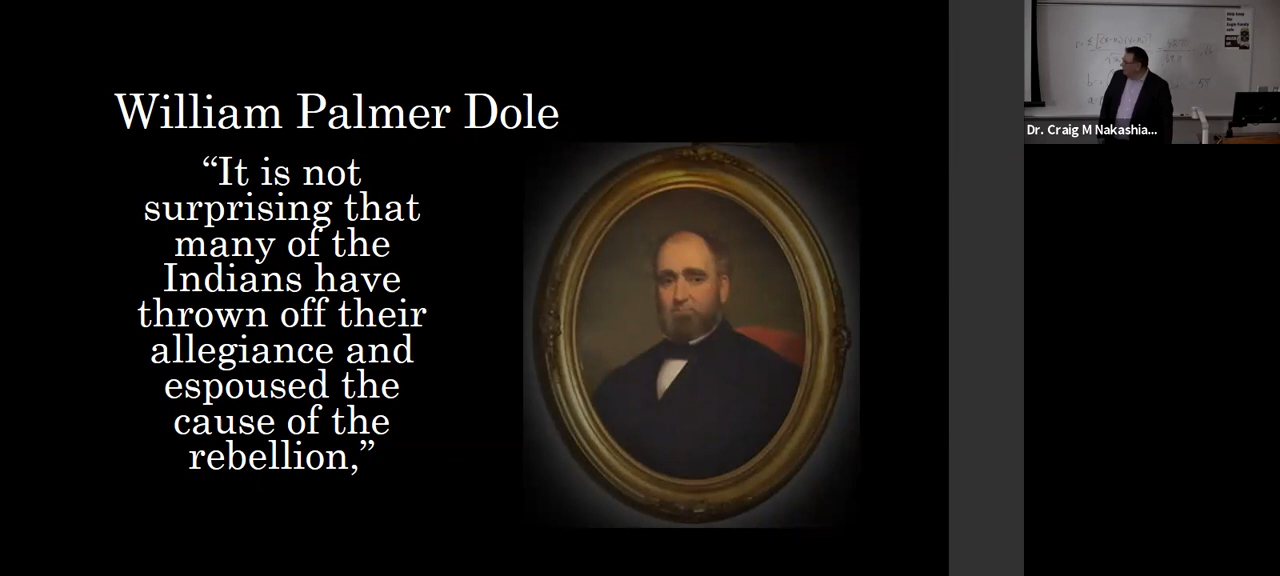 William Palmer Dole
“It is not
surprising that
many of the
Indians have
thrown off their
allegiance and
espoused the
cause of the
rebellion,”
Dr. Craig M Nakashia...